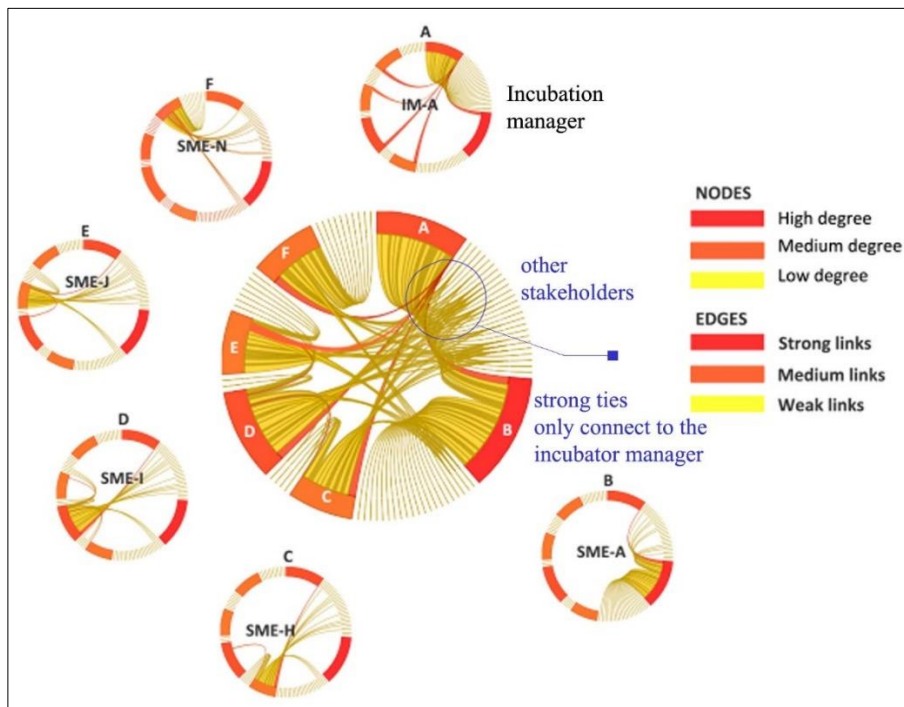 A
IM-A
Incubation
manager
F
SME-N
E
SME-J
D
SME-I
C
SME-H
B
SME-A
A
B
C
D
E
F
other
stakeholders
strong ties
only connect to the
incubator manager
NODES
High degree
Medium degree
Low degree
EDGES
Strong links
Medium links
Weak links